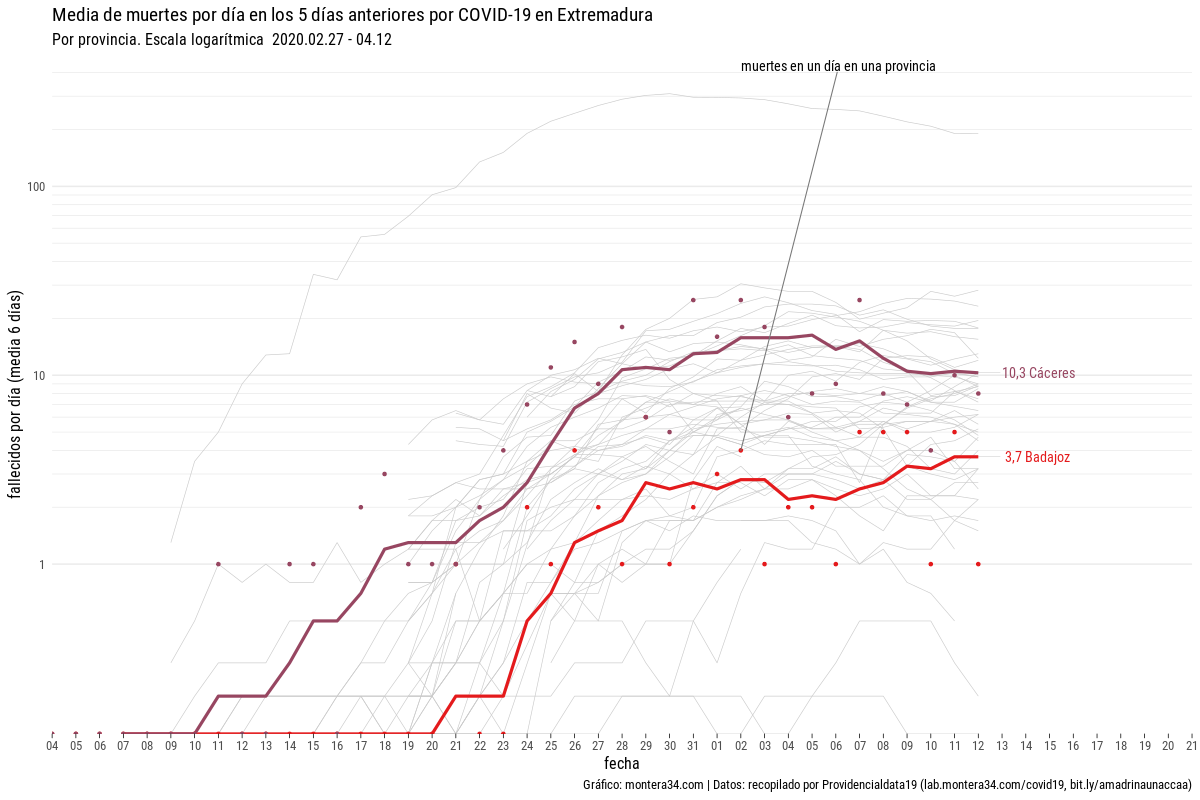 Media de muertes por día en los 5 días anteriores por COVID-19 en Extremadura
Por provincia. Escala logarítmica  2020.02.27 - 04.12
muertes en un día en una provincia
fallecidos por día (media 6 días)
100
10
1
10,3 Cáceres
3,7 Badajoz
04 05 06 07 08 09 10 11 12 13 14 15 16 17 18 19 20 21 22 23 24 25 26 27 28 29 30 31 01 02 03 04 05 06 07 08 09 10 11 12 13 14 15 16 17 18 19 20 21
fecha
Gráfico: montera34.com | Datos: recopilado por Providencialdata19 (lab.montera34.com/covid19, bit.ly/amadrinaunaccaa)